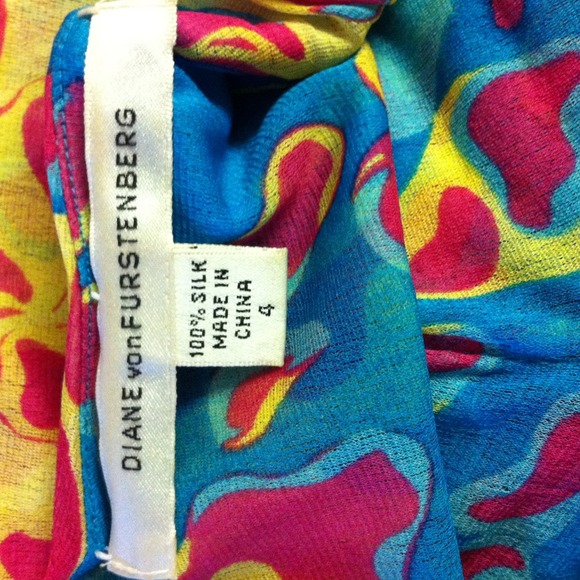 DIANE von FURSTENBERG
100% SILK
MADE IN
CHINA
4